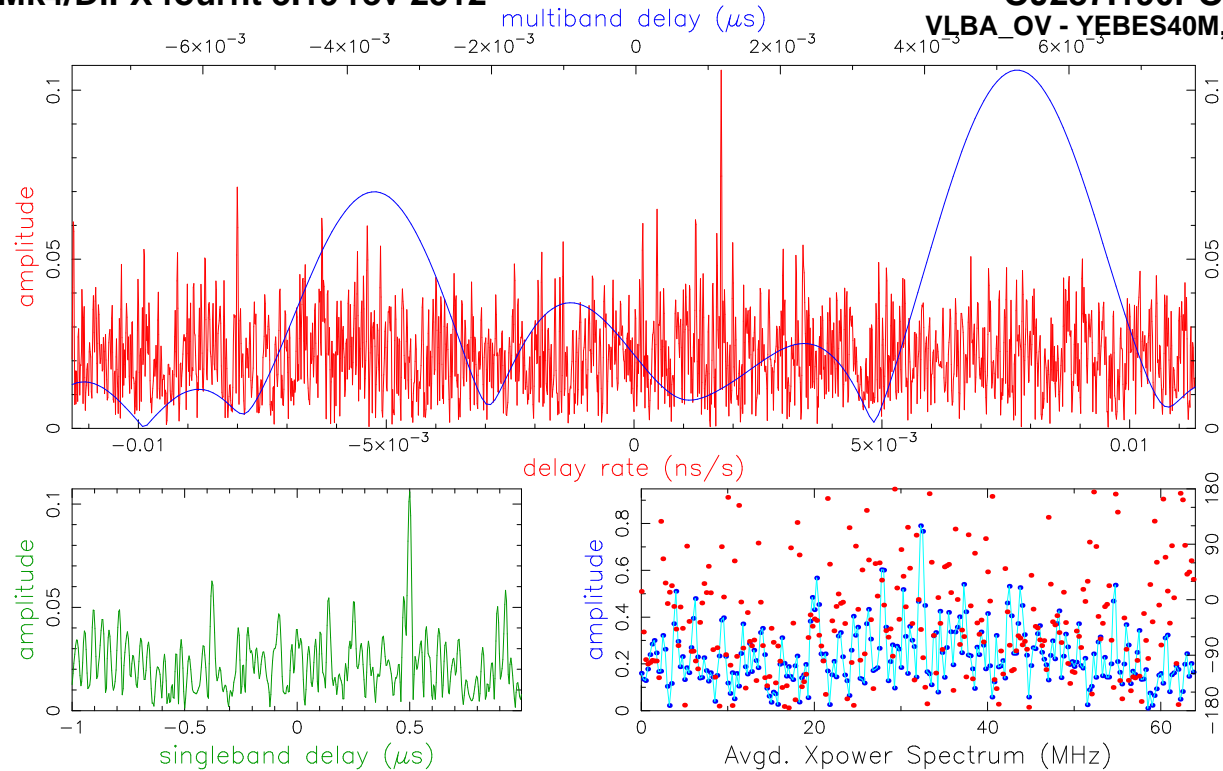 multiband delay (μs)
VLBA_OV - YEBES40M,
−6×10⁻³ −4×10⁻³ −2×10⁻³ 0 2×10⁻³ 4×10⁻³ 6×10⁻³
amplitude
0 0.05 0.1
0 0.05 0.1
−0.01 −5×10⁻³ 0 5×10⁻³ 0.01
delay rate (ns/s)
amplitude
0 0.05 0.1
−1 −0.5 0 0.5
singleband delay (μs)
amplitude
0 0.2 0.4 0.6 0.8
−180 −90 0 90 180
0 20 40 60
Avgd. Xpower Spectrum (MHz)